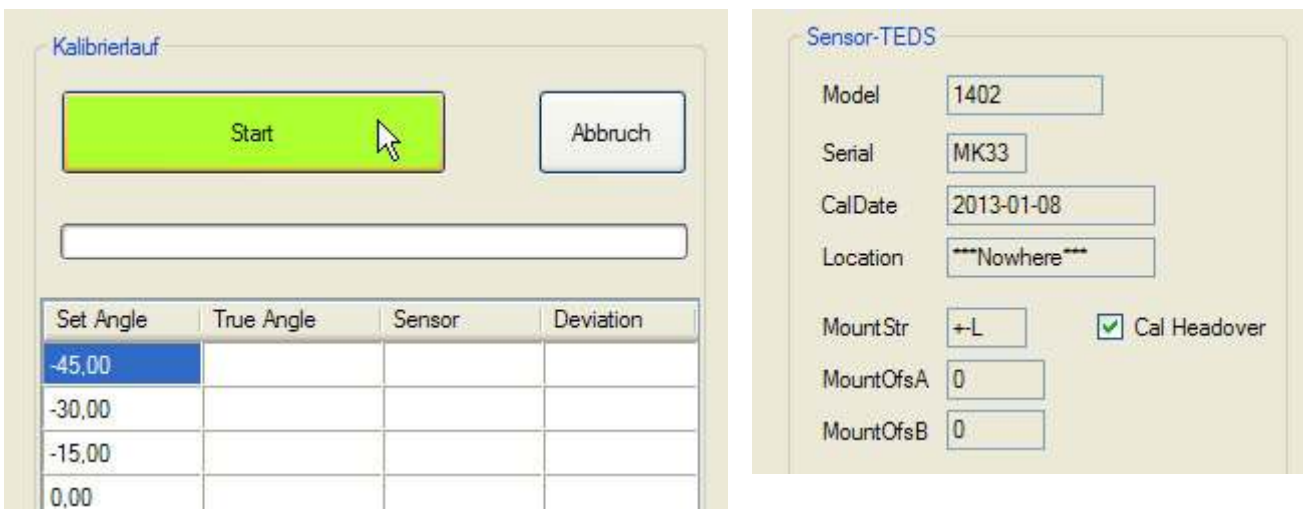 Kalibrierlauf
Start
Abbruch
Set Angle True Angle Sensor Deviation
-45,00
-30,00
-15,00
0,00
Sensor-TEDS
Model 1402
Serial MK33
CalDate 2013-01-08
Location ***Nowhere***
MountStr +-L Cal Headover
MountOfsA 0
MountOfsB 0